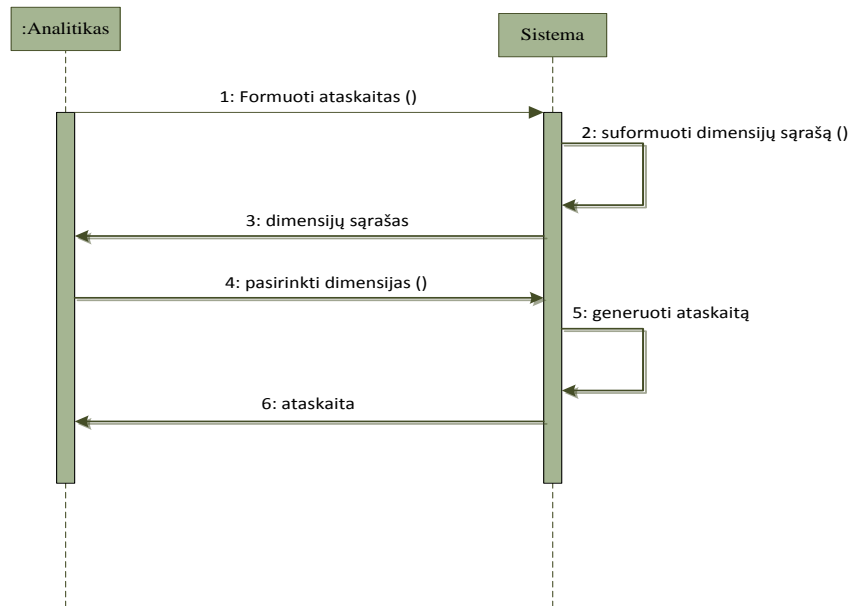 :Analitikas
Sistema
1: Formuoti ataskaitas ()
2: suformuoti dimensijų sąrašą ()
3: dimensijų sąrašas
4: pasirinkti dimensijas ()
5: generuoti ataskaitą
6: ataskaita